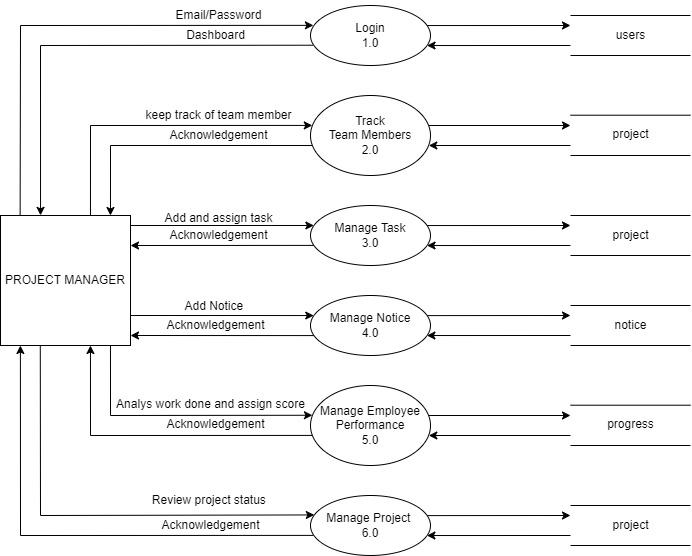 Email/Password
Dashboard
Login
1.0
users
keep track of team member
Acknowledgement
Track
Team Members
2.0
project
Add and assign task
Acknowledgement
Manage Task
3.0
project
PROJECT MANAGER
Add Notice
Acknowledgement
Manage Notice
4.0
notice
Analys work done and assign score
Acknowledgement
Manage Employee
Performance
5.0
progress
Review project status
Acknowledgement
Manage Project
6.0
project